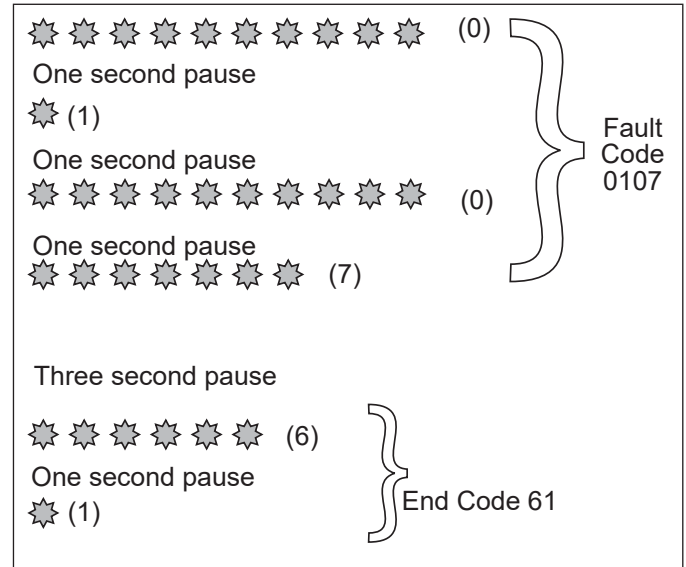 (0)
One second pause
(1)
One second pause
(0)
One second pause
(7)
Fault
Code
0107
Three second pause
(6)
One second pause
(1)
End Code 61